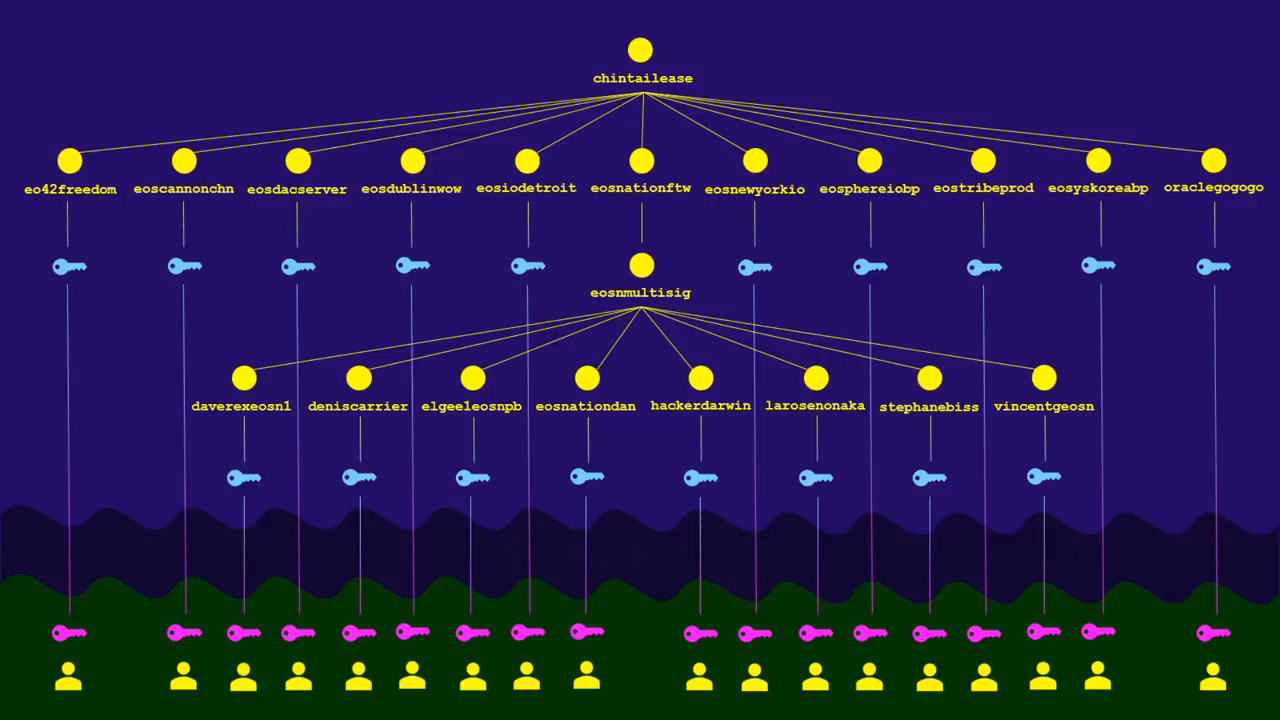 chintailease
eo42freedom eoscannonchn eosdacserver eosdublinwow eosiodetroit eosnationftw eosnewyorkio eosphereiobp eostribeprod eosyskoreabp oraclegogogo
eosnmultisig
daverexeosn1 deniscarrier elgee1eosnpb eosnationdan hackerdarwin larosenonaka stephanebiss vincentgeosn